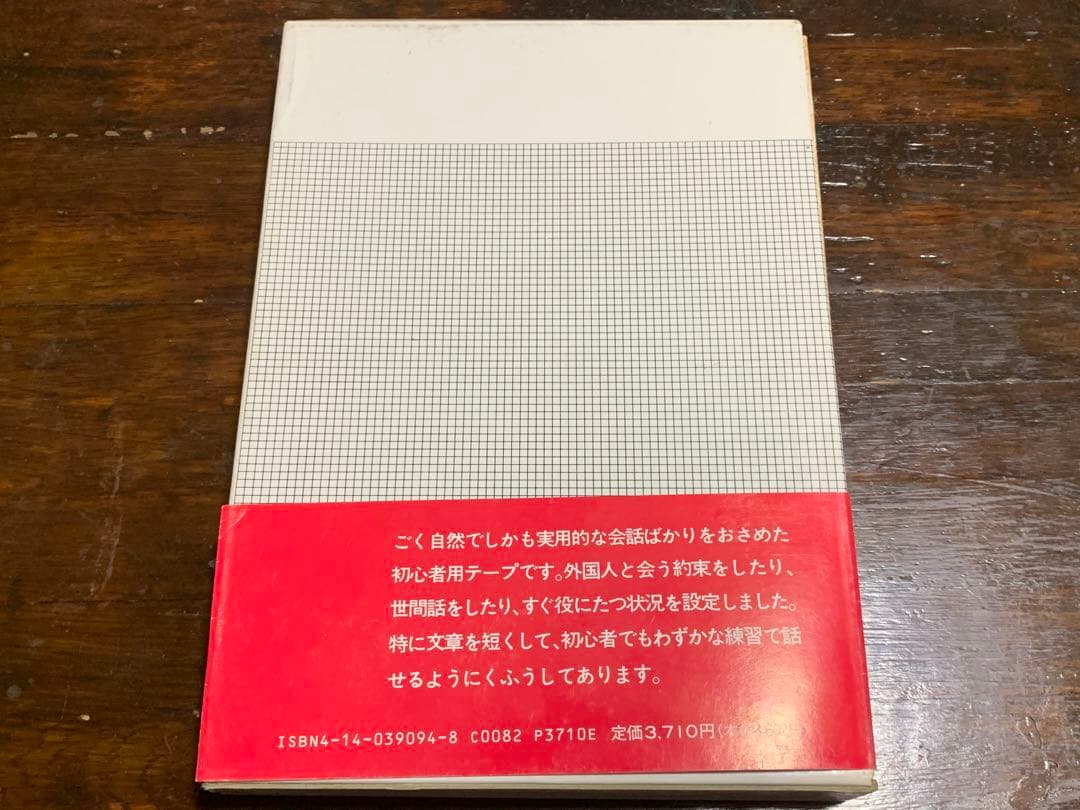 ごく自然でしかも実用的な会話ばかりをおさめた
初心者用テープです。外国人と会う約束をしたり、
世間話をしたり、すぐ役にたつ状況を設定しました。
特に文章を短くして、初心者でもわずかな練習で話
せるようにくふうしてあります。
ISBN4-14-039094-8 C0082 P3710E 定価3,710円